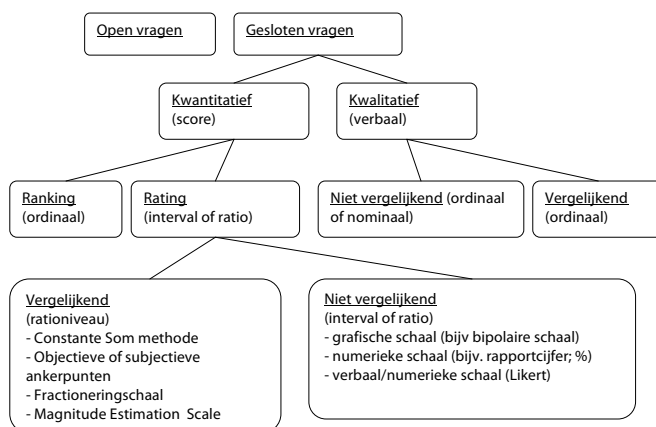 Open vragen
Gesloten vragen
Kwantitatief
(score)
Kwalitatief
(verbaal)
Ranking
(ordinaal)
Rating
(interval of ratio)
Niet vergelijkend (ordinaal
of nominaal)
Vergelijkend
(ordinaal)
Vergelijkend
(rationiveau)
- Constante Som methode
- Objectieve of subjectieve
ankerpunten
- Fractioneringschaal
- Magnitude Estimation Scale
Niet vergelijkend
(interval of ratio)
- grafische schaal (bijv bipolaire schaal)
- numerieke schaal (bijv. rapportcijfer; %)
- verbaal/numerieke schaal (Likert)